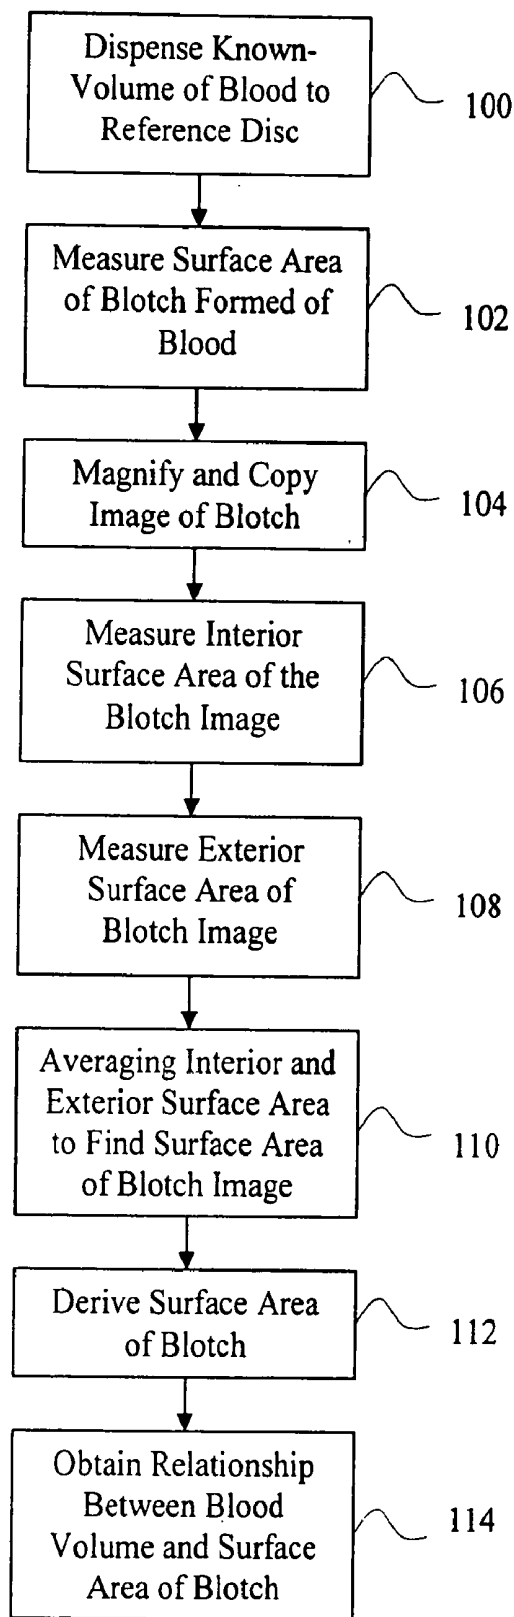 Dispense Known-
Volume of Blood to
Reference Disc
100
Measure Surface Area
of Blotch Formed of
Blood
102
Magnify and Copy
Image of Blotch
104
Measure Interior
Surface Area of the
Blotch Image
106
Measure Exterior
Surface Area of
Blotch Image
108
Averaging Interior and
Exterior Surface Area
to Find Surface Area
of Blotch Image
110
Derive Surface Area
of Blotch
112
Obtain Relationship
Between Blood
Volume and Surface
Area of Blotch
114